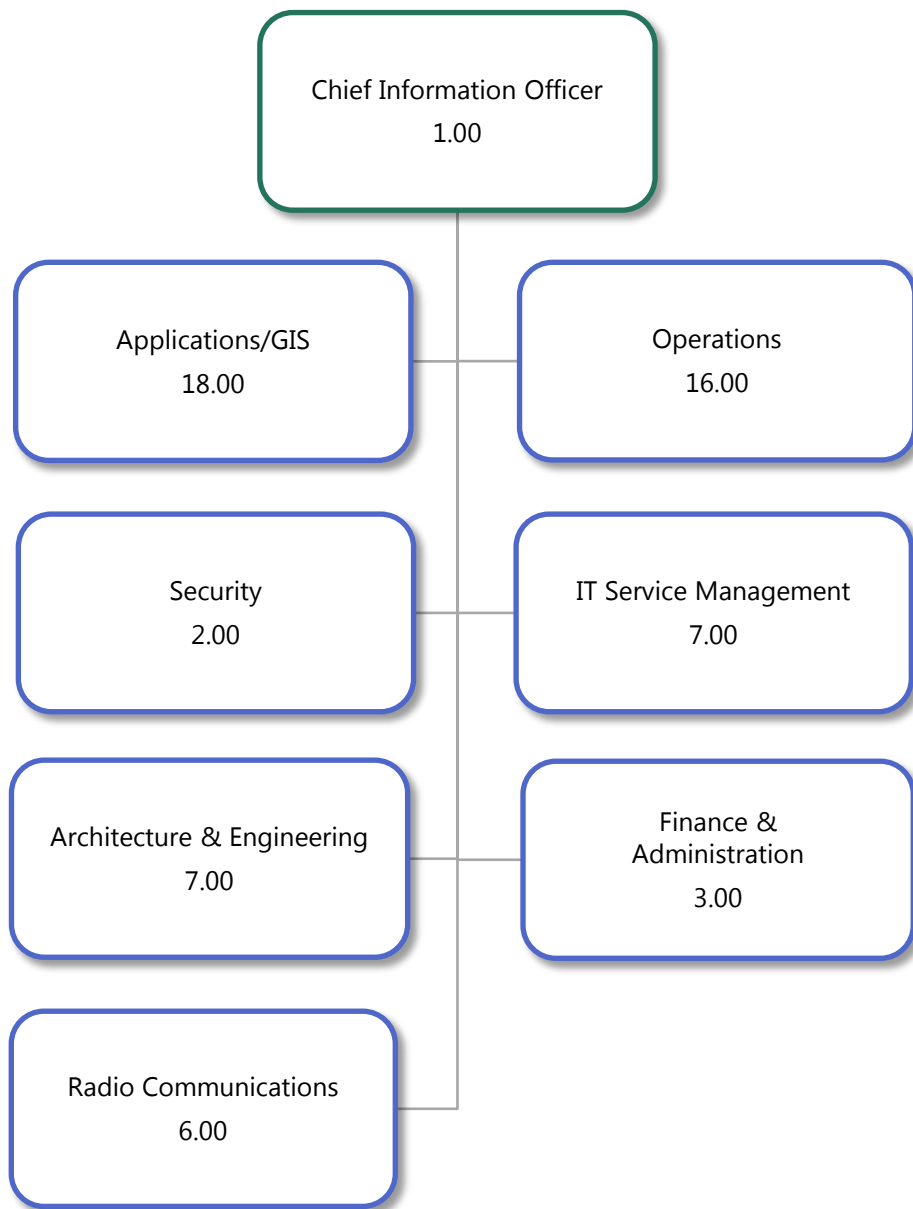 Chief Information Officer
1.00
Applications/GIS
18.00
Operations
16.00
Security
2.00
IT Service Management
7.00
Architecture & Engineering
7.00
Finance &
Administration
3.00
Radio Communications
6.00